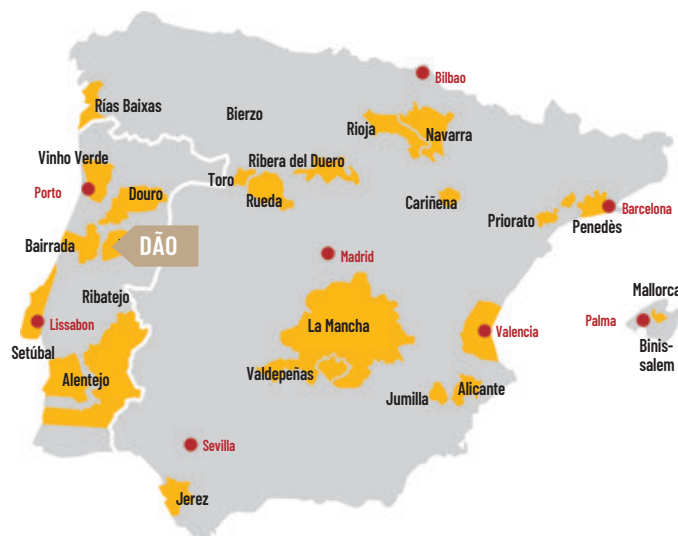 Bilbao
Rías Baixas
Bierzo
Rioja
Navarra
Vinho Verde
Ribera del Duero
Toro
Porto
Douro
Rueda
Cariñena
Barcelona
Priorato
Penedès
Bairrada
DÃO
Madrid
Mallorca
Ribatejo
Lissabon
La Mancha
Valencia
Palma
Setúbal
Binis-
salem
Valdepeñas
Alentejo
Jumilla
Alicante
Sevilla
Jerez